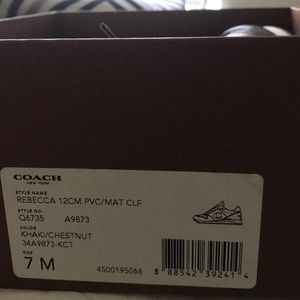 COACH
NEW YORK
STYLE NAME:
REBECCA 12CM PVC/MAT CLF
STYLE NO:
Q6735 A9873
COLOR
KHAKI/CHESTNUT
34A9873-KCT
SIZE
7 M
4500195066
8 88542 39241 4